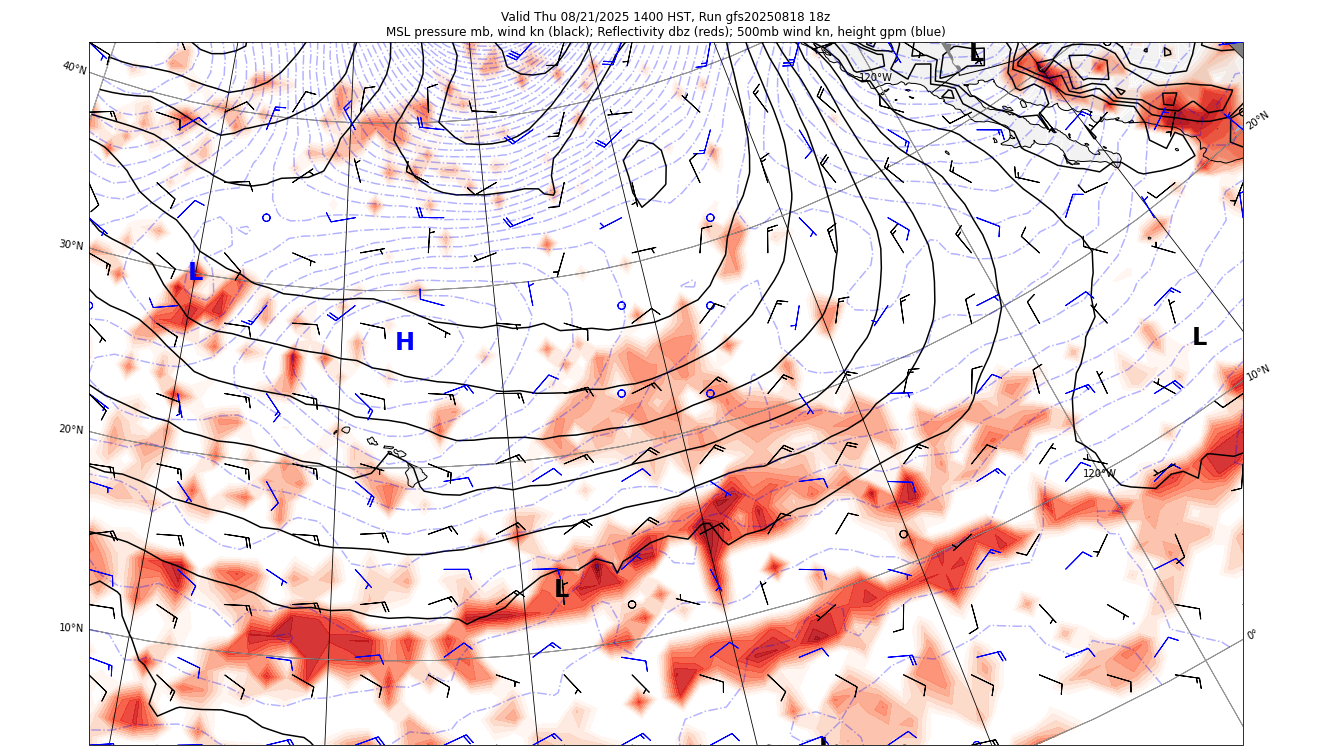 Valid Thu 08/21/2025 1400 HST, Run gfs20250818 18z
MSL pressure mb, wind kn (black); Reflectivity dbz (reds); 500mb wind kn, height gpm (blue)
L
40°N
120°W
20°N
30°N
L
H
L
10°N
20°N
120°W
L
10°N
0°
L